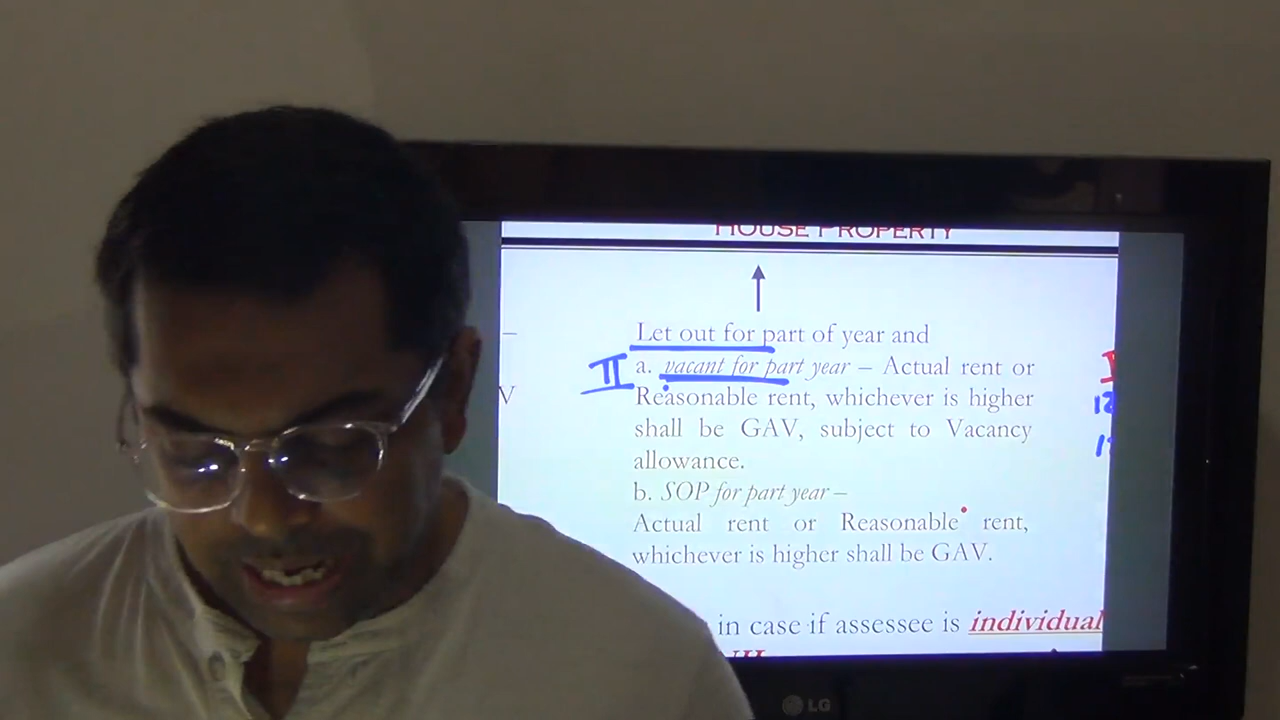 HOUSE PROPERTY
Let out for part of year and
II
a. vacant for part year – Actual rent or
Reasonable rent, whichever is higher
shall be GAV, subject to Vacancy
allowance.
b. SOP for part year –
Actual rent or Reasonable rent,
whichever is higher shall be GAV.
in case if assessee is individual
LG